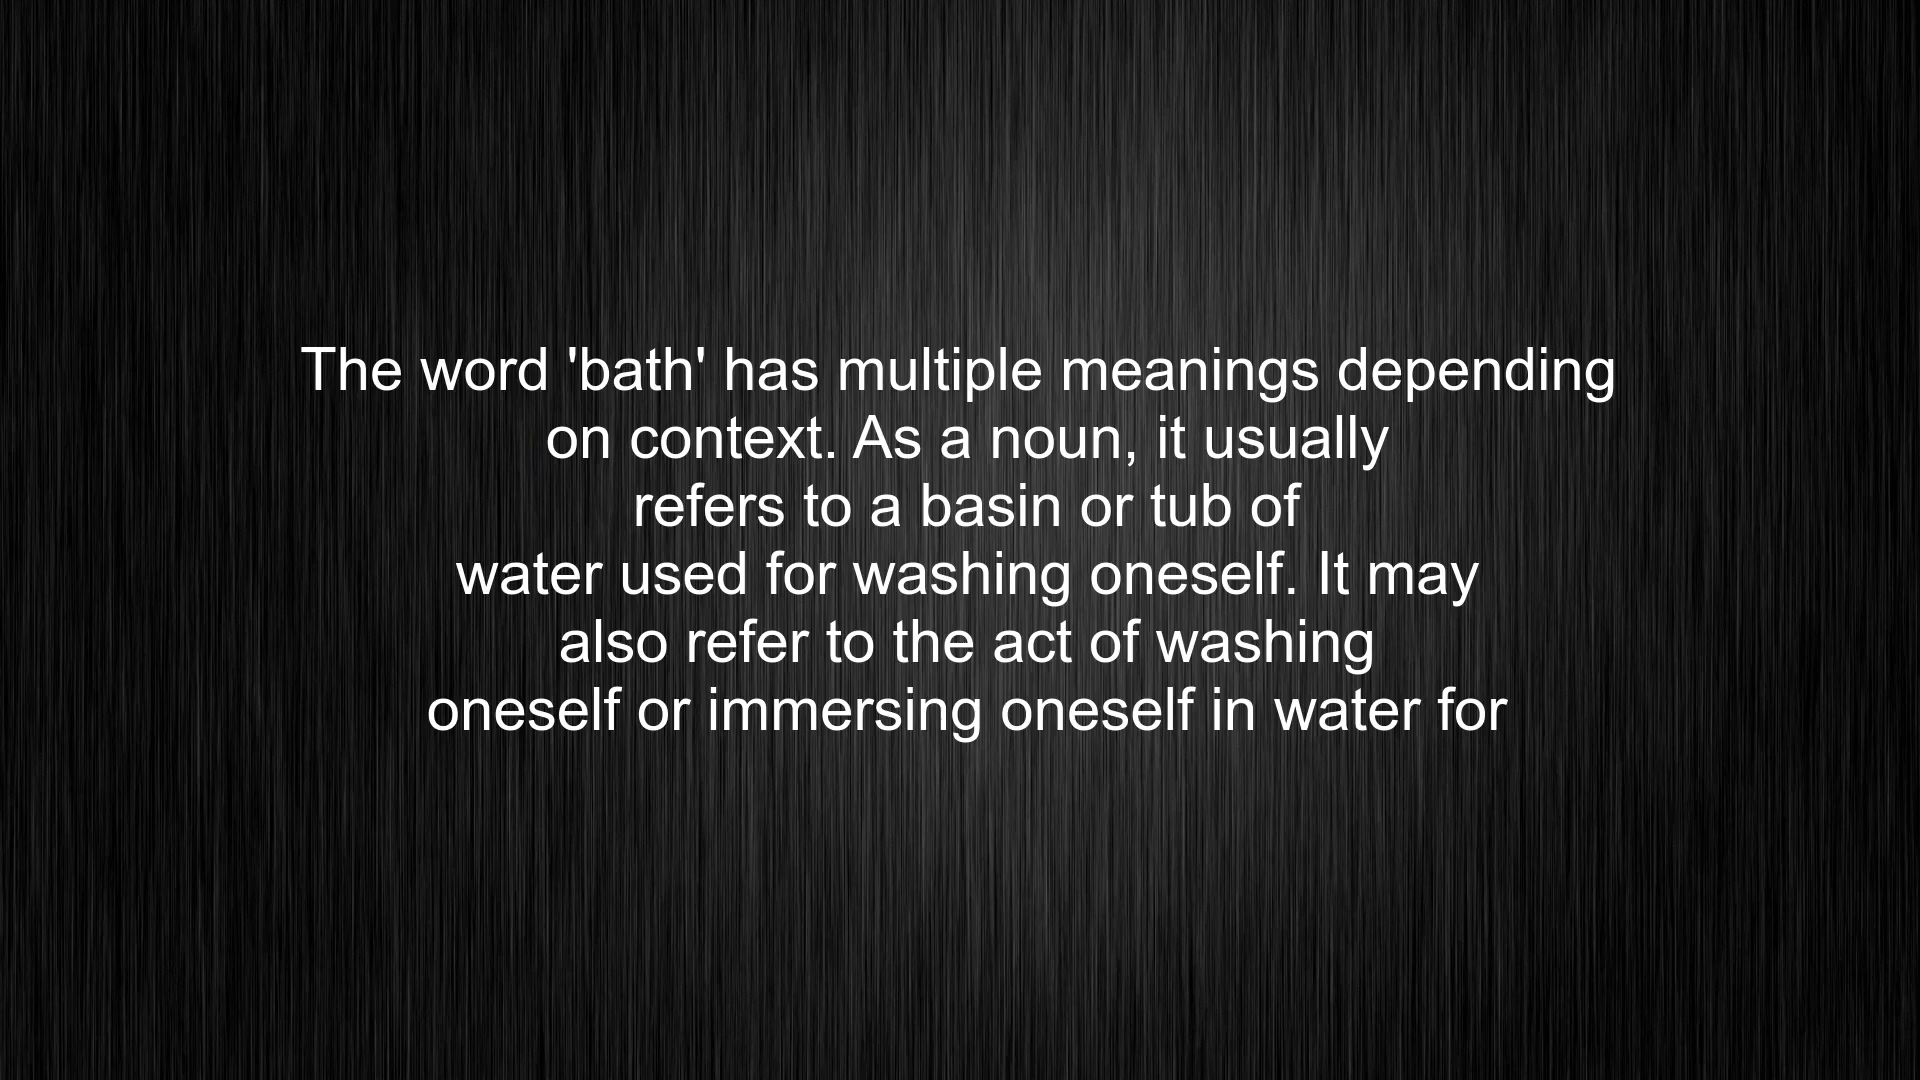 The word 'bath' has multiple meanings depending
on context. As a noun, it usually
refers to a basin or tub of
water used for washing oneself. It may
also refer to the act of washing
oneself or immersing oneself in water for